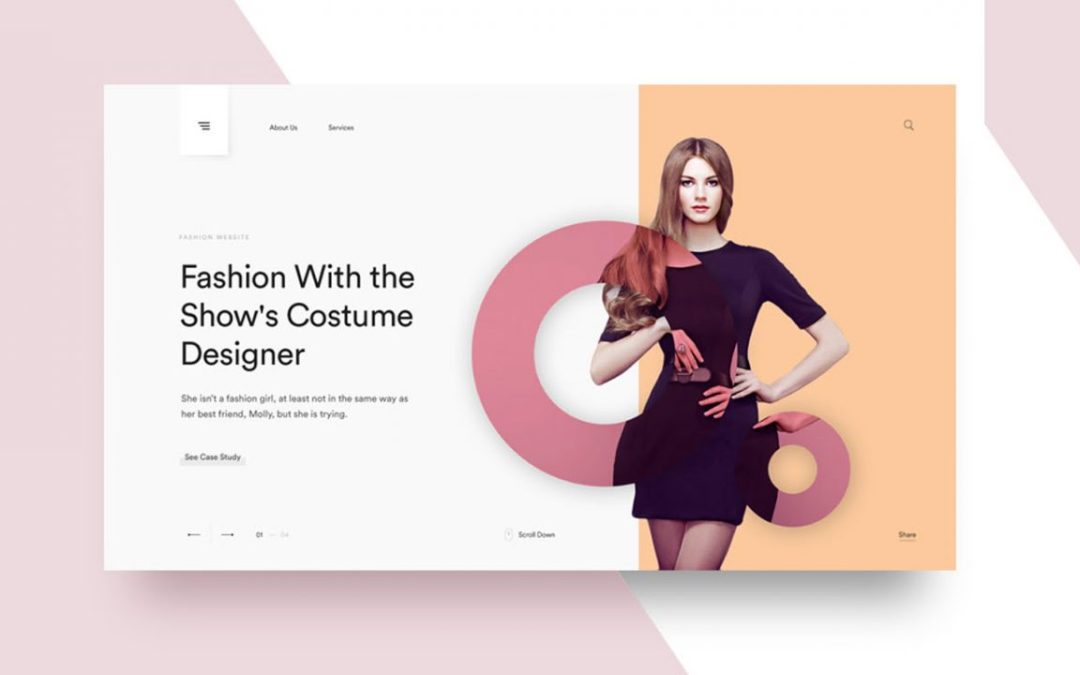 About Us
Services
FASHION WEBSITE
Fashion With the
Show's Costume
Designer
She isn't a fashion girl, at least not in the same way as
her best friend, Molly, but she is trying.
See Case Study
01 — 04
Scroll Down
Share